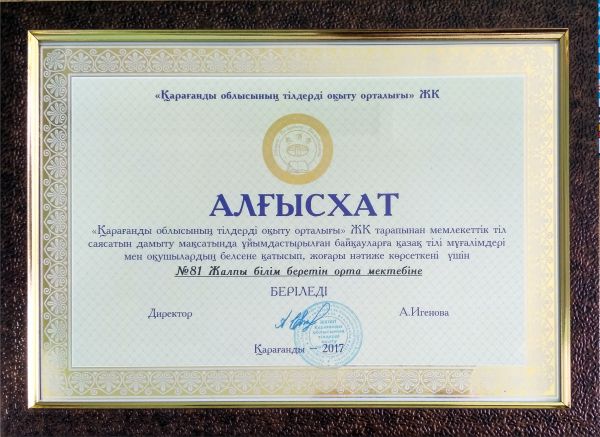 «Қарағанды облысының тілдерді оқыту орталығы» ЖК
АЛҒЫСХАТ
«Қарағанды облысының тілдерді оқыту орталығы» ЖК тарапынан мемлекеттік тіл
саясатын дамыту мақсатында ұйымдастырылған байқауларға қазақ тілі мұғалімдері
мен оқушылардың белсене қатысып, жоғары нәтиже көрсеткені үшін
№81 Жалпы білім беретін орта мектебіне
БЕРІЛЕДІ
Директор А.Игенова
Қарағанды – 2017